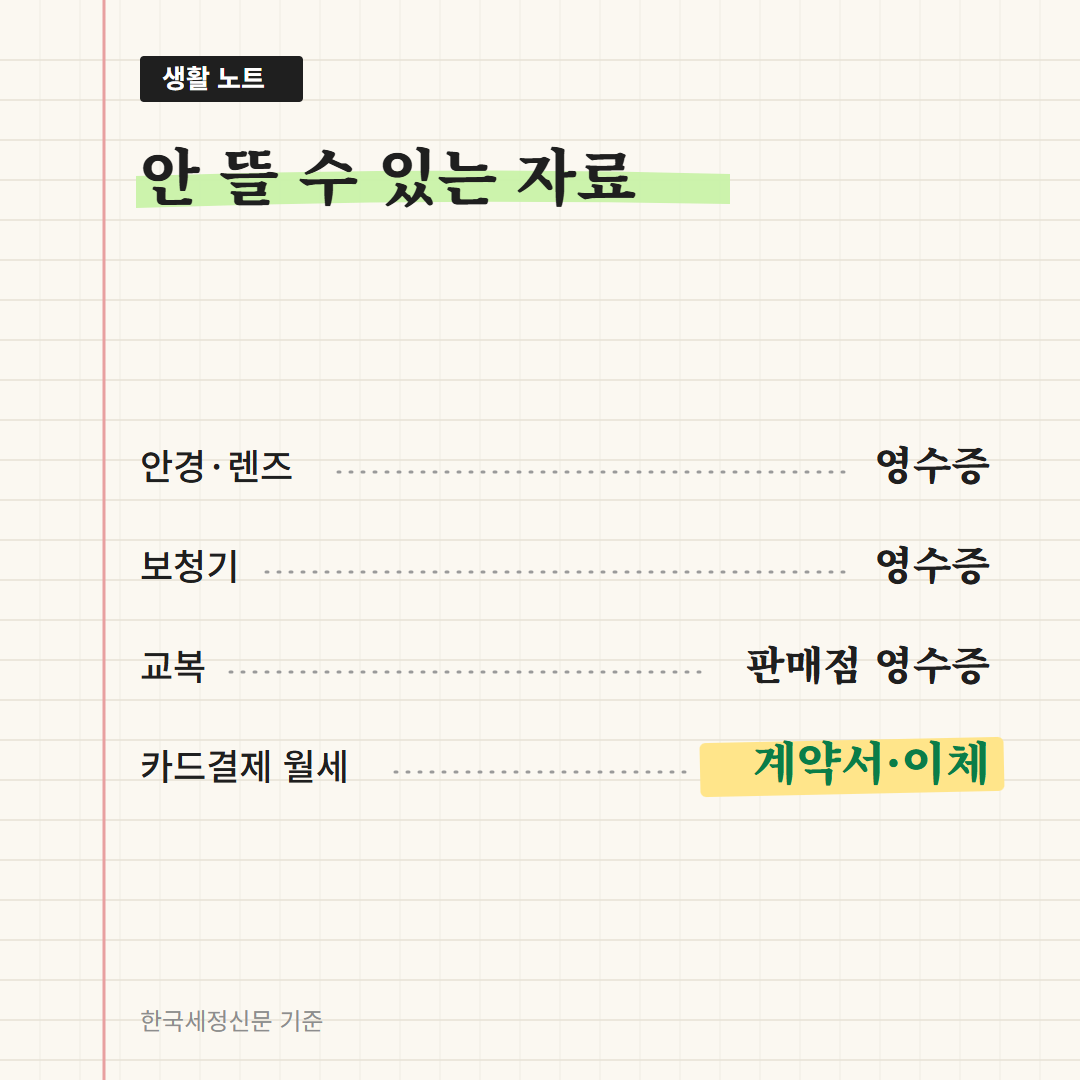 생활 노트
안 뜰 수 있는 자료
안경·렌즈 영수증
보청기 영수증
교복 판매점 영수증
카드결제 월세 계약서·이체
한국세정신문 기준